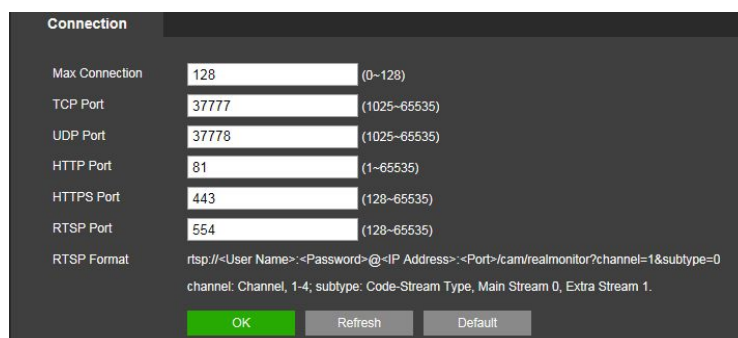 Connection
Max Connection 128 (0~128)
TCP Port 37777 (1025~65535)
UDP Port 37778 (1025~65535)
HTTP Port 81 (1~65535)
HTTPS Port 443 (128~65535)
RTSP Port 554 (128~65535)
RTSP Format rtsp://<User Name>:<Password>@<IP Address>:<Port>/cam/realmonitor?channel=1&subtype=0
channel: Channel, 1-4; subtype: Code-Stream Type, Main Stream 0, Extra Stream 1.
OK Refresh Default